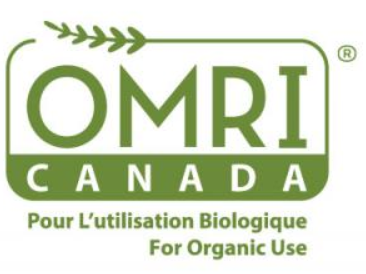 OMRI ®
CANADA
Pour L'utilisation Biologique
For Organic Use